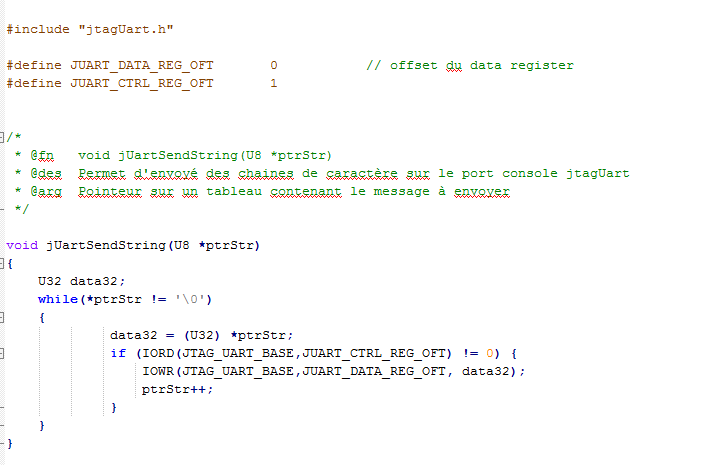 #include "jtagUart.h"
#define JUART_DATA_REG_OFT       0           // offset du data register
#define JUART_CTRL_REG_OFT       1
/*
 * @fn   void jUartSendString(U8 *ptrStr)
 * @des  Permet d'envoyé des chaines de caractère sur le port console jtagUart
 * @arg  Pointeur sur un tableau contenant le message à envoyer
 */
void jUartSendString(U8 *ptrStr)
{
    U32 data32;
    while(*ptrStr != '\0')
    {
             data32 = (U32) *ptrStr;
             if (IORD(JTAG_UART_BASE,JUART_CTRL_REG_OFT) != 0) {
                 IOWR(JTAG_UART_BASE,JUART_DATA_REG_OFT, data32);
                 ptrStr++;
             }
    }
}